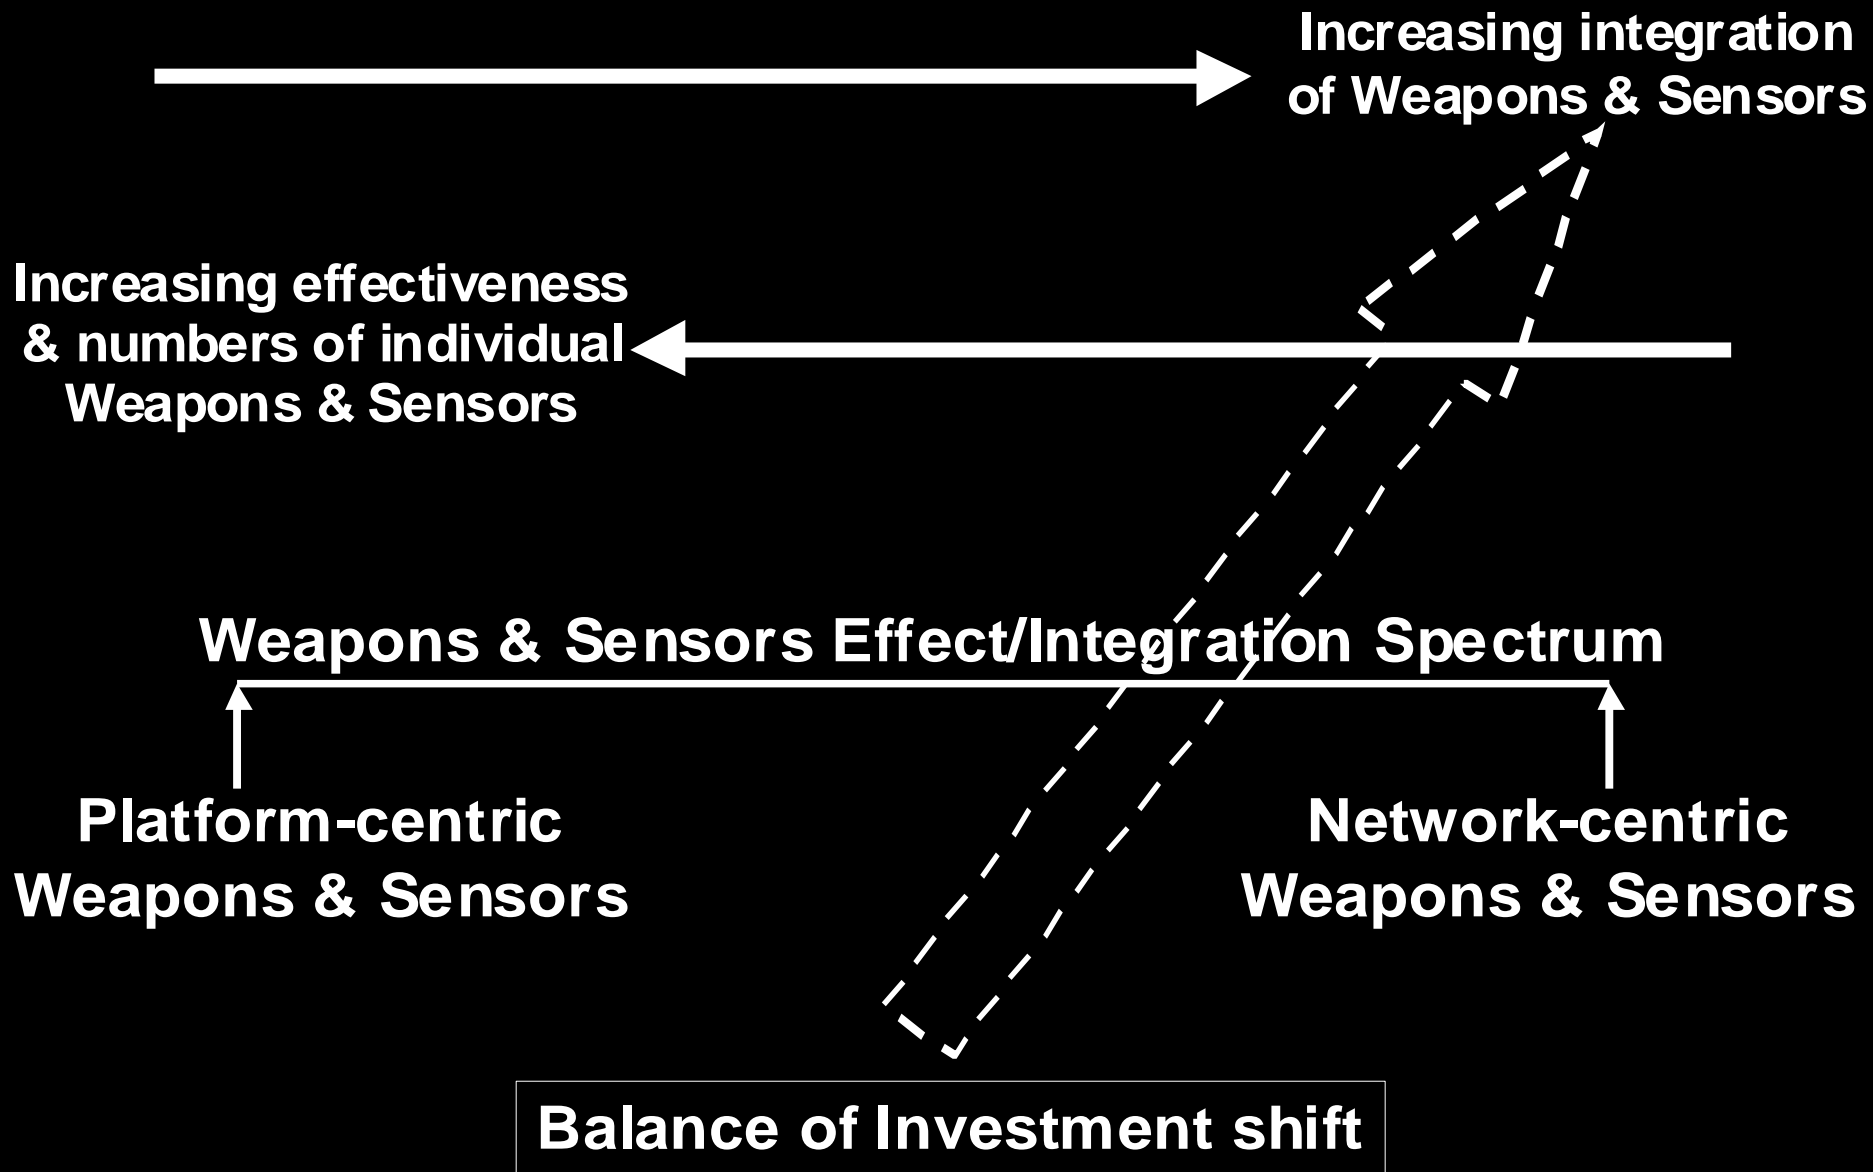 Increasing integration
of Weapons & Sensors
Increasing effectiveness
& numbers of individual
Weapons & Sensors
Weapons & Sensors Effect/Integration Spectrum
Platform-centric
Weapons & Sensors
Network-centric
Weapons & Sensors
Balance of Investment shift